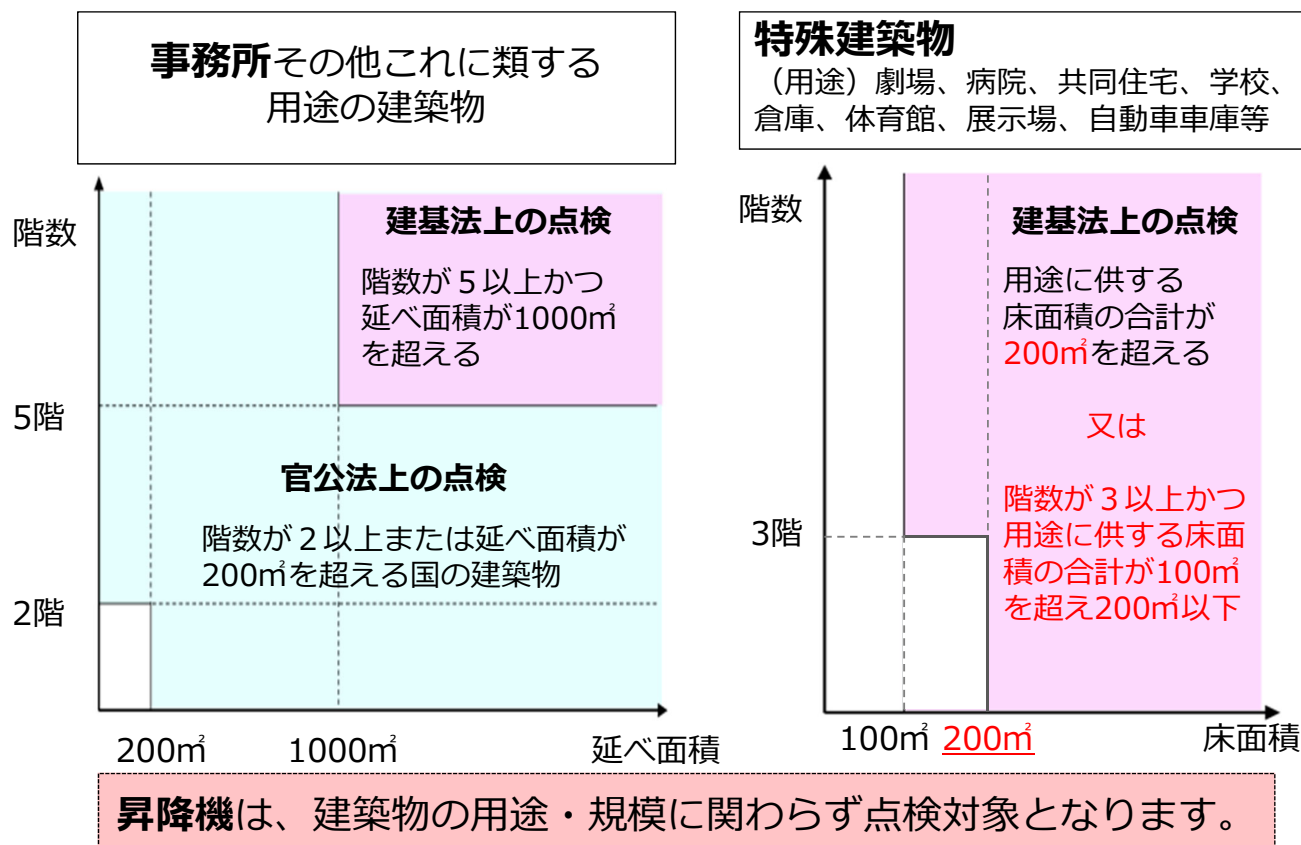 事務所その他これに類する
用途の建築物
階数
5階
2階
建基法上の点検
階数が５以上かつ
延べ面積が1000㎡
を超える
官公法上の点検
階数が２以上または延べ面積が
200㎡を超える国の建築物
200㎡
1000㎡
延べ面積
特殊建築物
（用途）劇場、病院、共同住宅、学校、
倉庫、体育館、展示場、自動車車庫等
階数
3階
建基法上の点検
用途に供する
床面積の合計が
200㎡を超える
又は
階数が３以上かつ
用途に供する床面
積の合計が100㎡
を超え200㎡以下
100㎡
200㎡
床面積
昇降機は、建築物の用途・規模に関わらず点検対象となります。